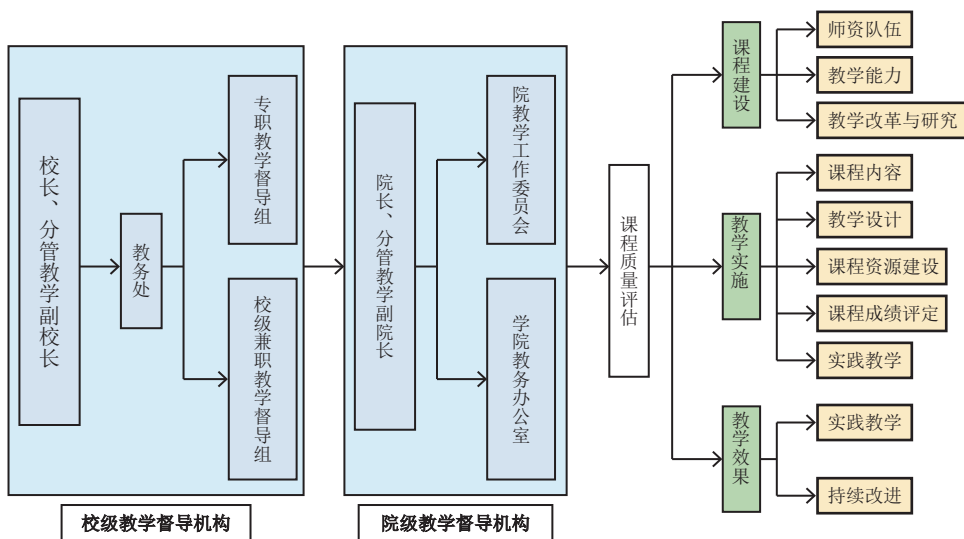 校长、分管教学副校长
教务处
专职教学督导组
校级兼职教学督导组
校级教学督导机构
院长、分管教学副院长
院教学工作委员会
学院教务办公室
院级教学督导机构
课程质量评估
课程建设
师资队伍
教学能力
教学改革与研究
教学实施
课程内容
教学设计
课程资源建设
课程成绩评定
实践教学
教学效果
实践教学
持续改进